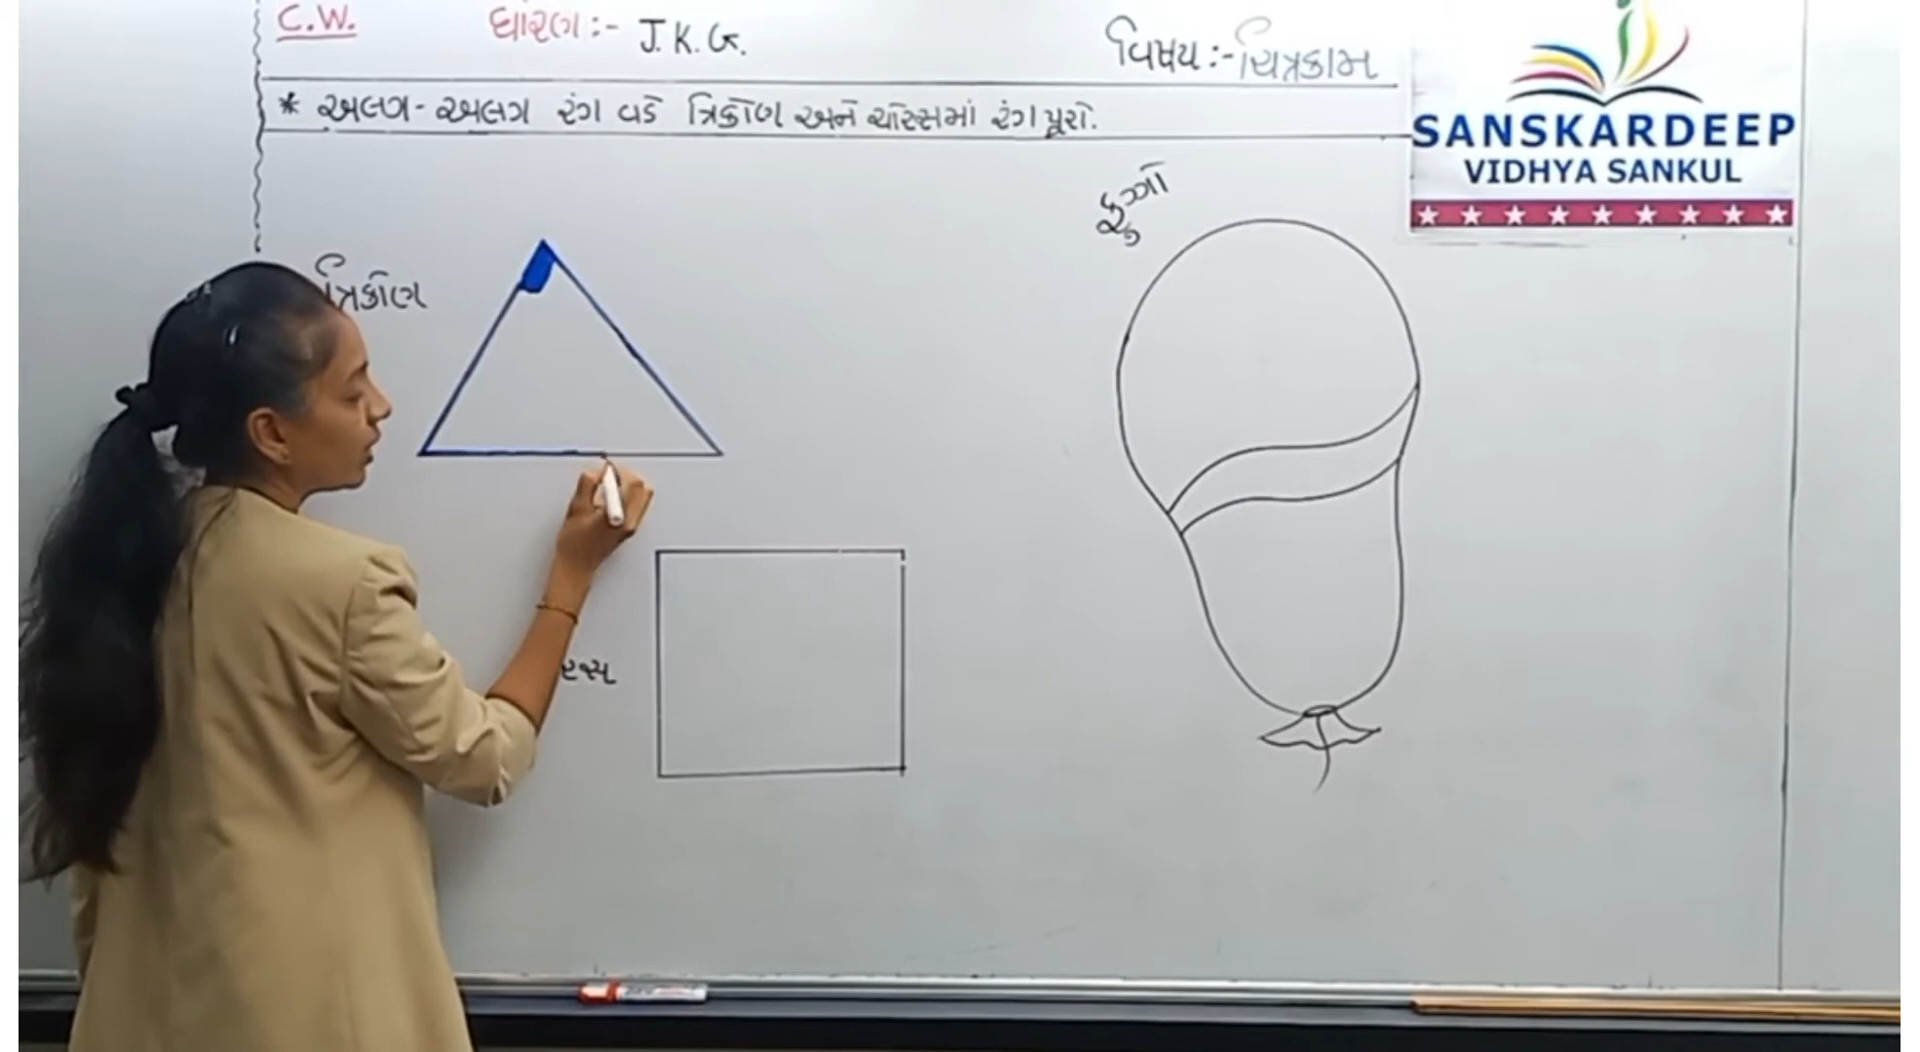 C.W. ધોરણ :- J.K.G. વિષય :- ચિત્રકામ
* અલગ - અલગ રંગ વડે ત્રિકોણ અને ચોરસમાં રંગ પૂરો.
SANSKARDEEP
VIDHYA SANKUL
ફુગ્ગો
ત્રિકોણ
રસ